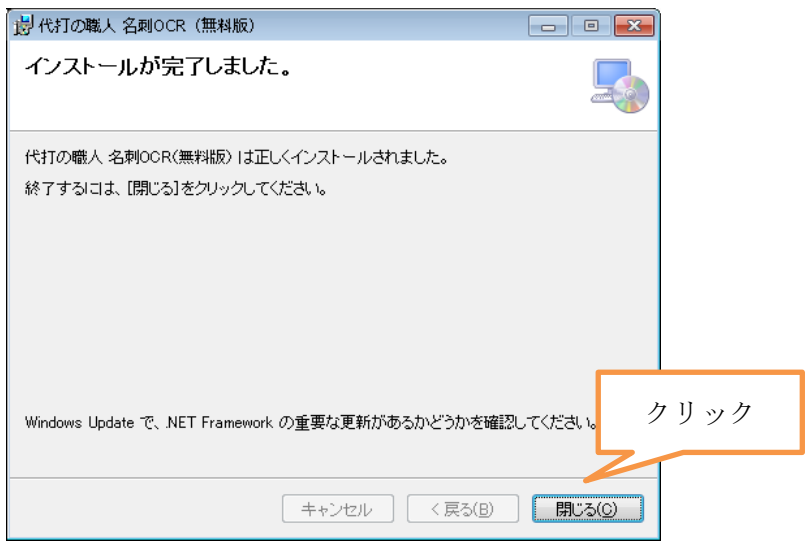 代打の職人 名刺OCR（無料版）
インストールが完了しました。
代打の職人 名刺OCR(無料版) は正しくインストールされました。
終了するには、[閉じる]をクリックしてください。
Windows Update で、.NET Framework の重要な更新があるかどうかを確認してください。
クリック
キャンセル
< 戻る(B)
閉じる(C)